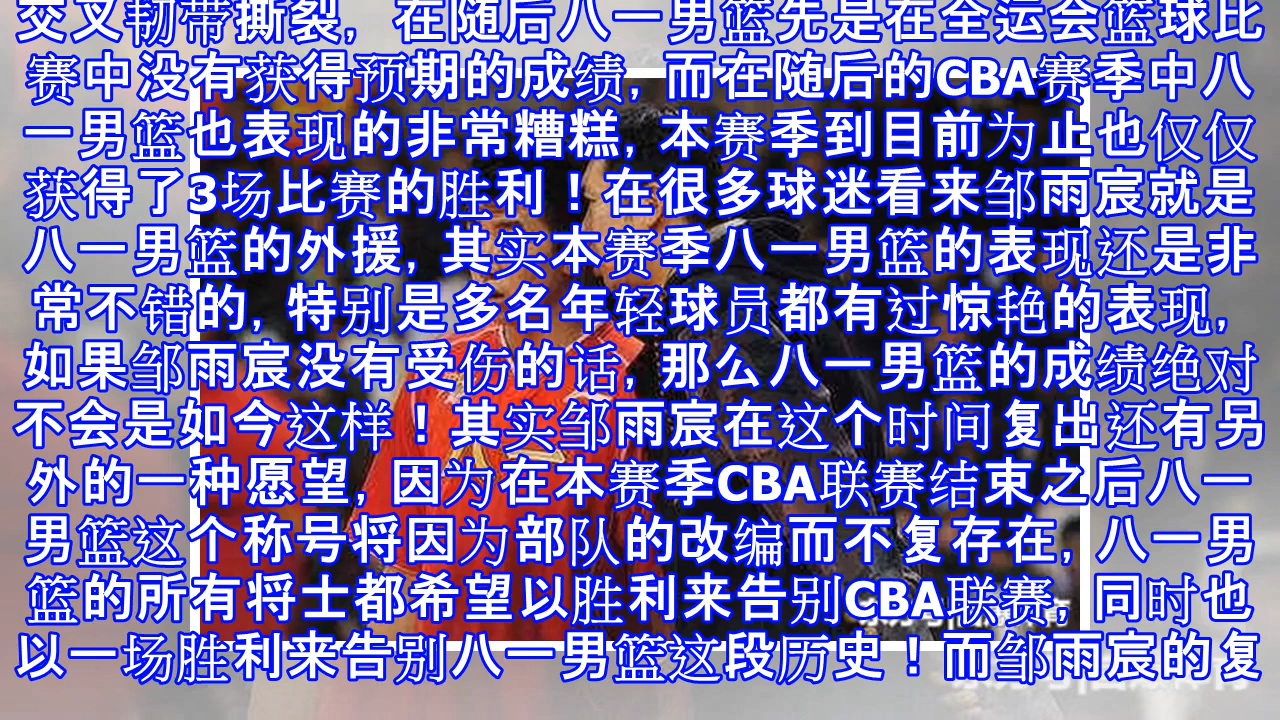 交叉韧带撕裂, 在随后八一男篮先是在全运会篮球比
赛中没有获得预期的成绩, 而在随后的CBA赛季中八
一男篮也表现的非常糟糕, 本赛季到目前为止也仅仅
获得了3场比赛的胜利！在很多球迷看来邹雨宸就是
八一男篮的外援, 其实本赛季八一男篮的表现还是非
常不错的, 特别是多名年轻球员都有过惊艳的表现,
如果邹雨宸没有受伤的话, 那么八一男篮的成绩绝对
不会是如今这样！其实邹雨宸在这个时间复出还有另
外的一种愿望, 因为在本赛季CBA联赛结束之后八一
男篮这个称号将因为部队的改编而不复存在, 八一男
篮的所有将士都希望以胜利来告别CBA联赛, 同时也
以一场胜利来告别八一男篮这段历史！而邹雨宸的复